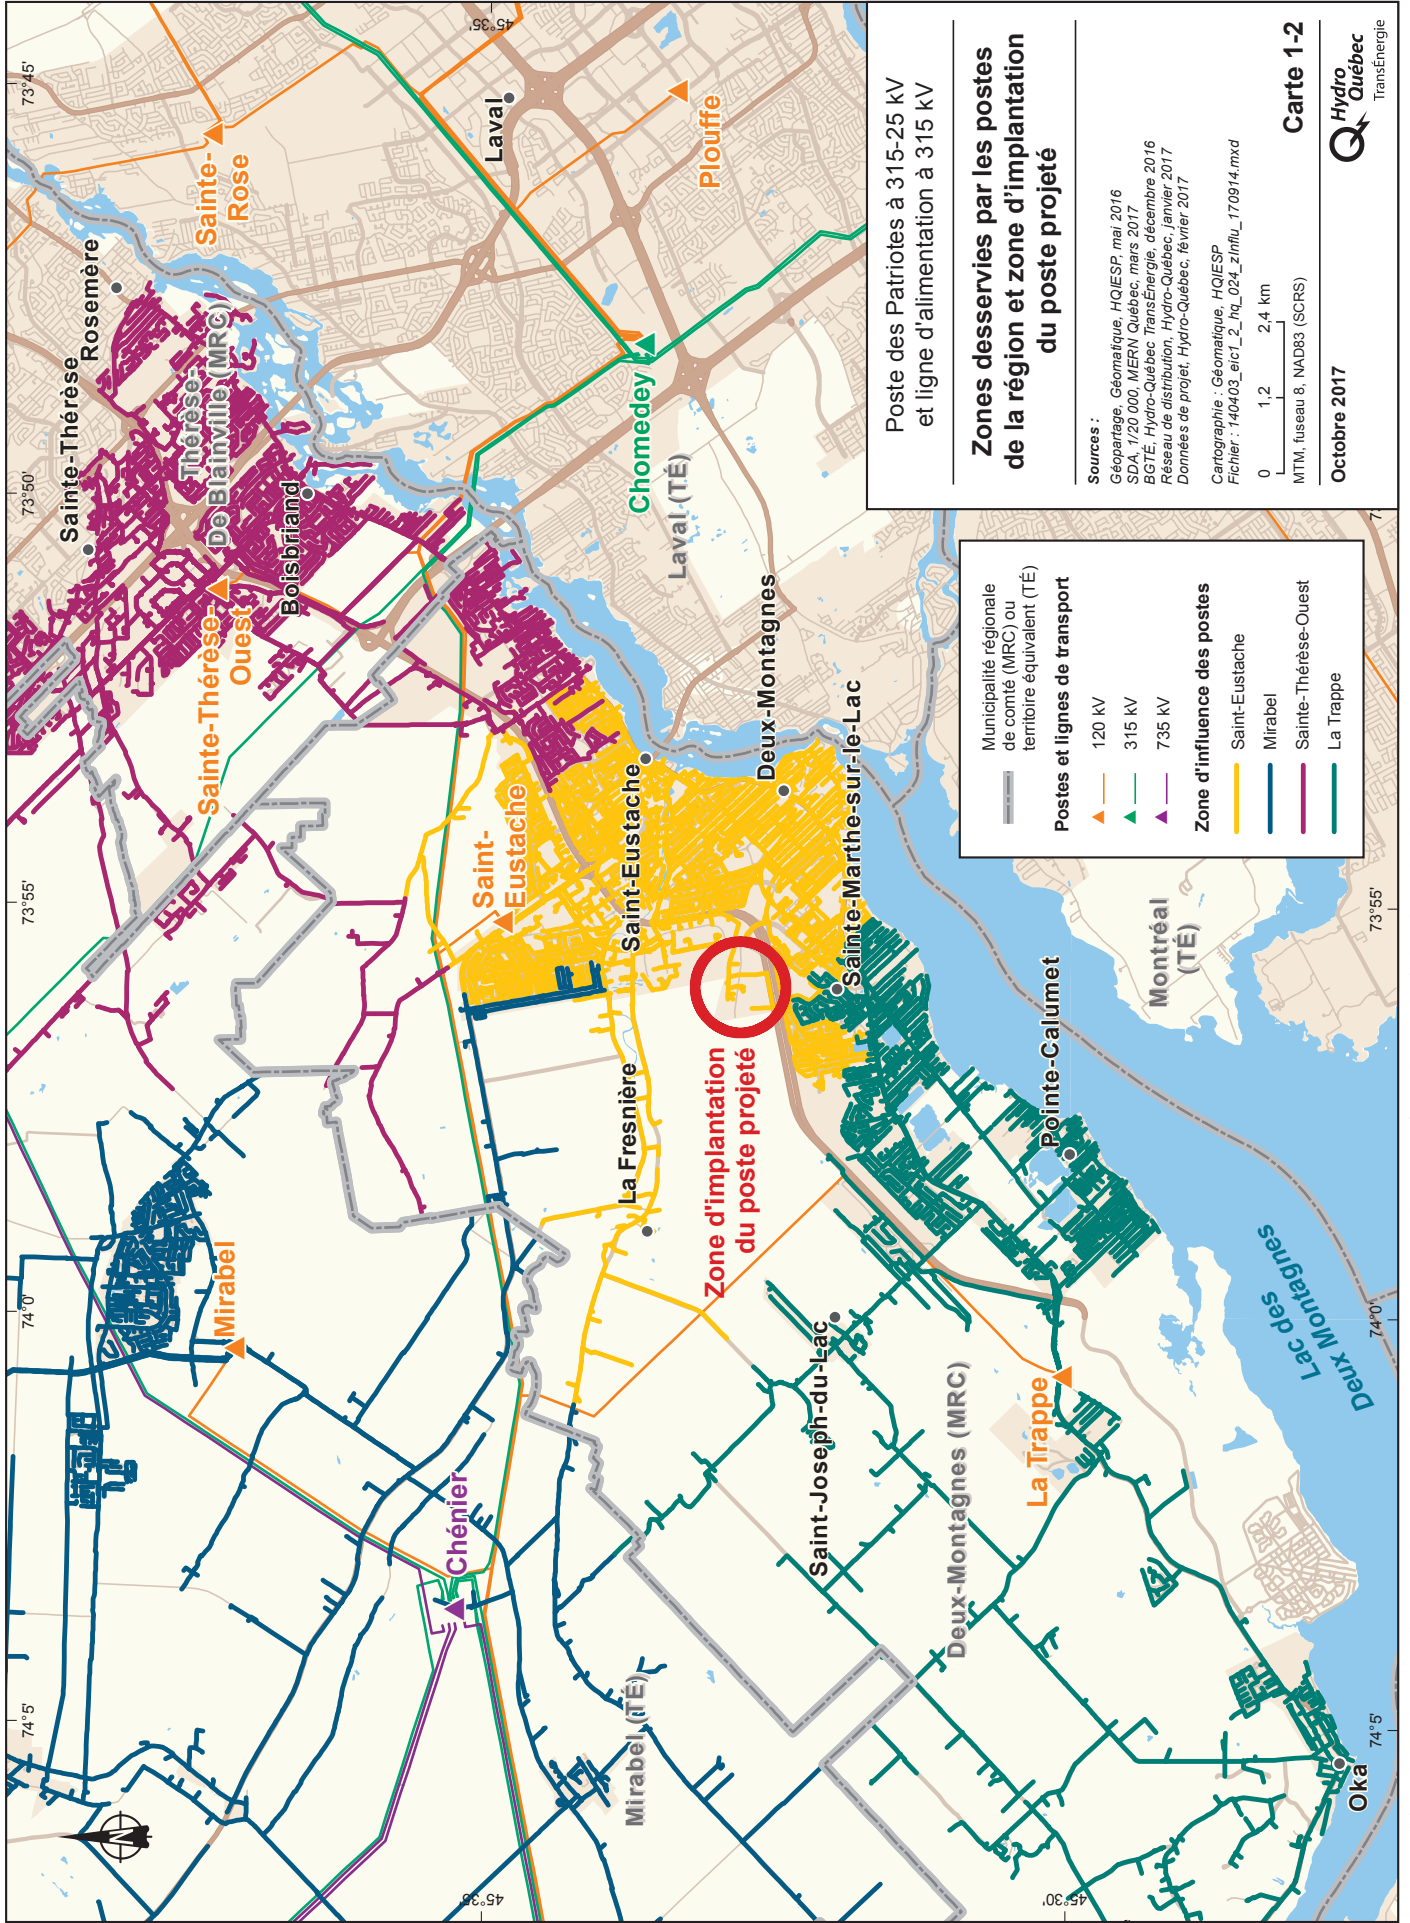 74°5'
74°0'
73°55'
73°50'
73°45'
45°35'
45°35'
45°30'
74°5'
74°0'
73°55'
N
Mirabel
Chénier
Mirabel (TÉ)
Sainte-Thérèse
Rosemère
Thérèse-
De Blainville (MRC)
Boisbriand
Sainte-Thérèse-
Ouest
Sainte-
Rose
Laval
Plouffe
Chomedey
Laval (TÉ)
Saint-
Eustache
Saint-Eustache
Deux-Montagnes
Sainte-Marthe-sur-le-Lac
La Fresnière
Zone d'implantation
du poste projeté
Saint-Joseph-du-Lac
Deux-Montagnes (MRC)
La Trappe
Pointe-Calumet
Montréal
(TÉ)
Lac des
Deux Montagnes
Oka
Municipalité régionale
de comté (MRC) ou
territoire équivalent (TÉ)
Postes et lignes de transport
120 kV
315 kV
735 kV
Zone d'influence des postes
Saint-Eustache
Mirabel
Sainte-Thérèse-Ouest
La Trappe
Poste des Patriotes à 315-25 kV
et ligne d'alimentation à 315 kV
Zones desservies par les postes
de la région et zone d'implantation
du poste projeté
Sources :
Géopartage, Géomatique, HQIESP, mai 2016
SDA, 1/20 000, MERN Québec, mars 2017
BGTÉ, Hydro-Québec TransÉnergie, décembre 2016
Réseau de distribution, Hydro-Québec, janvier 2017
Données de projet, Hydro-Québec, février 2017
Cartographie : Géomatique, HQIESP
Fichier : 140403_eic1_2_hq_024_zinflu_170914.mxd
0 1,2 2,4 km
MTM, fuseau 8, NAD83 (SCRS)
Carte 1-2
Octobre 2017
Hydro
Québec
TransÉnergie